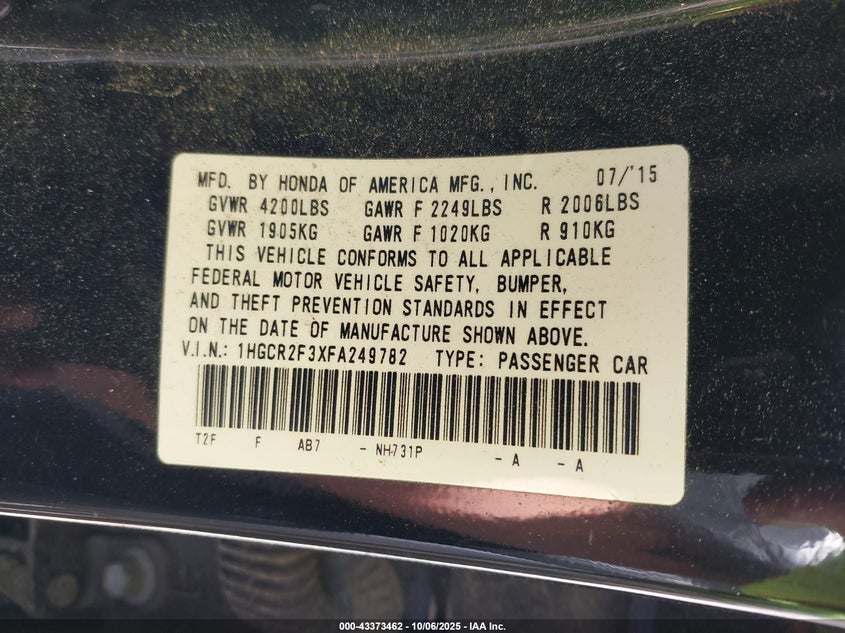 MFD. BY HONDA OF AMERICA MFG., INC. 07/'15
GVWR 4200LBS GAWR F 2249LBS R 2006LBS
GVWR 1905KG GAWR F 1020KG R 910KG
THIS VEHICLE CONFORMS TO ALL APPLICABLE
FEDERAL MOTOR VEHICLE SAFETY, BUMPER,
AND THEFT PREVENTION STANDARDS IN EFFECT
ON THE DATE OF MANUFACTURE SHOWN ABOVE.
V.I.N.: 1HGCR2F3XFA249782 TYPE: PASSENGER CAR
T2F F AB7 - NH731P - A - A
000-43373462 - 10/06/2025 - IAA Inc.